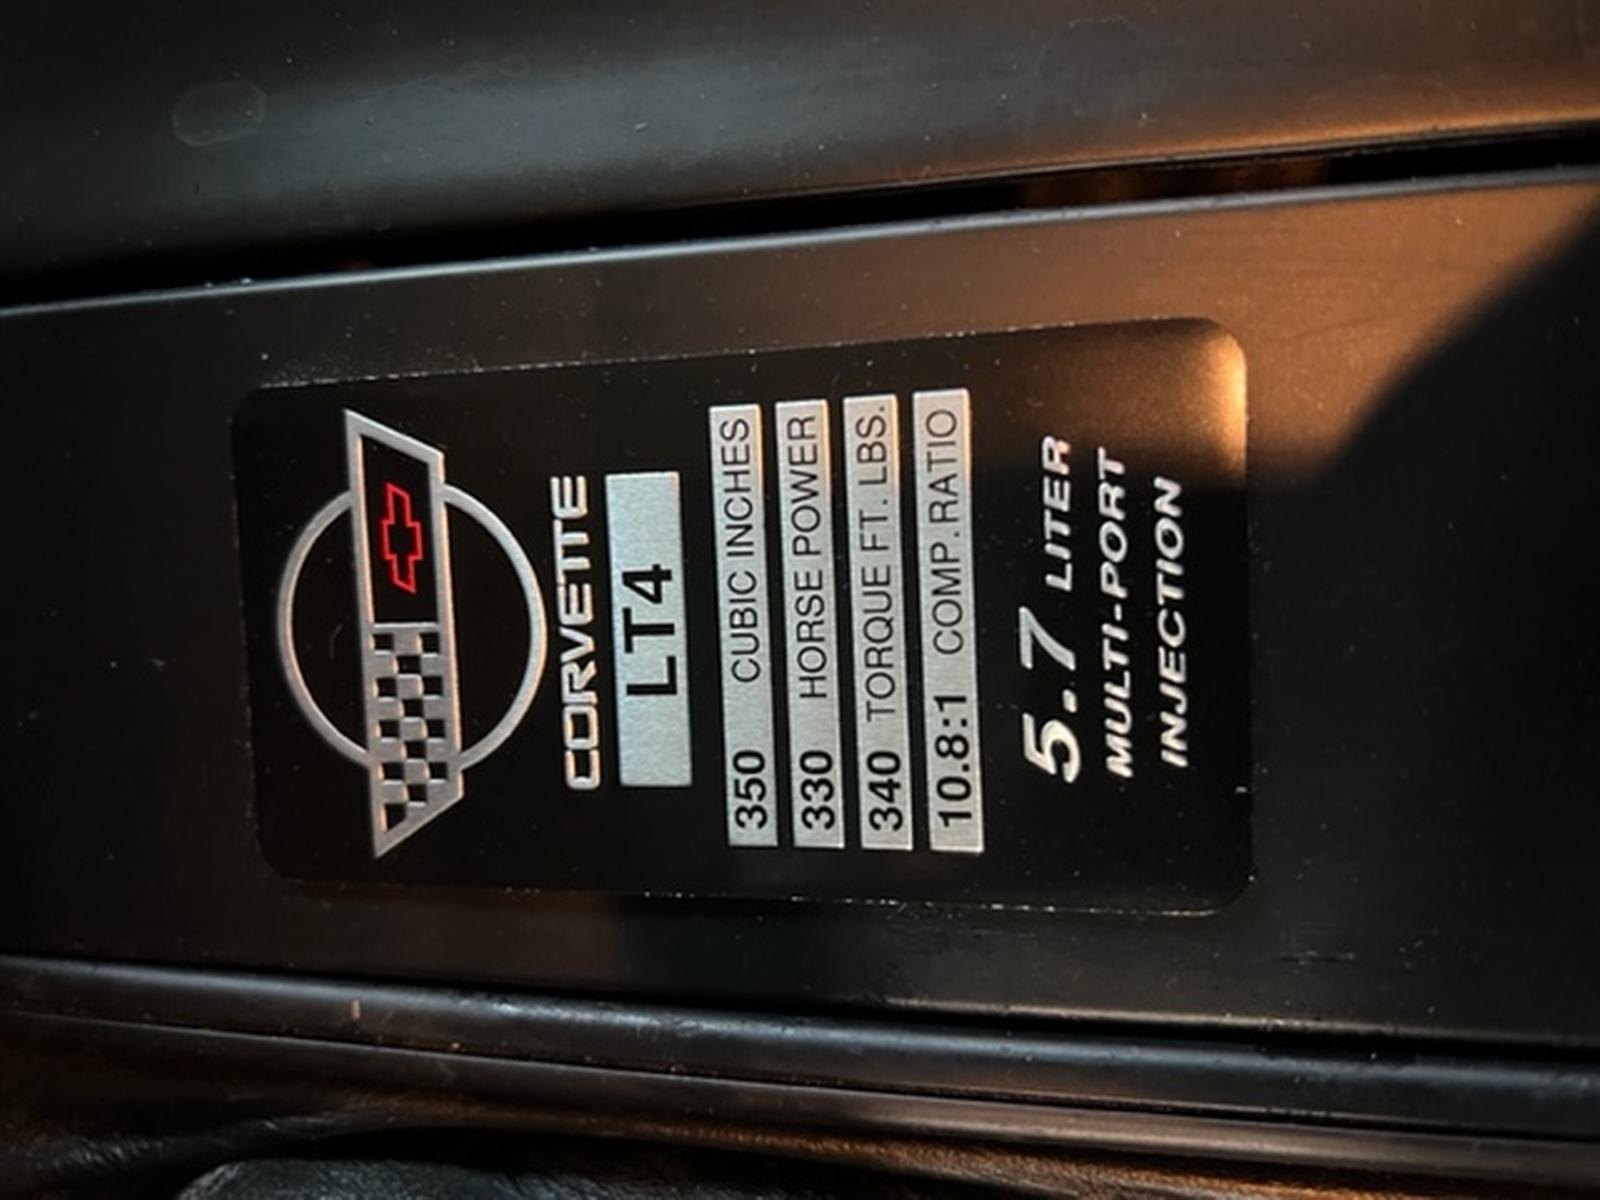 CORVETTE
LT4
350 CUBIC INCHES
330 HORSE POWER
340 TORQUE FT. LBS.
10.8:1 COMP. RATIO
5.7 LITER
MULTI-PORT
INJECTION